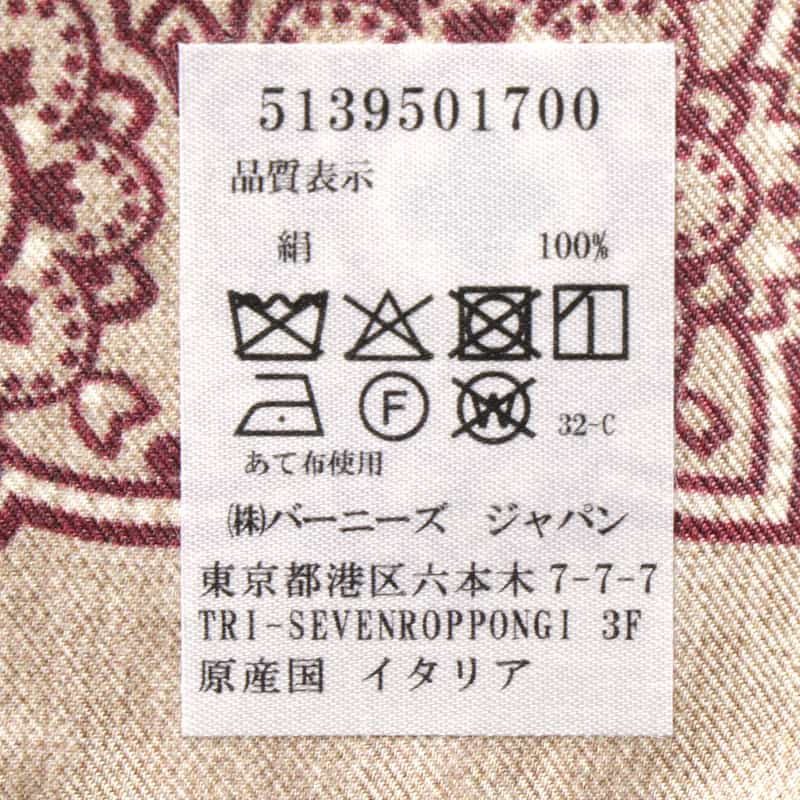 5139501700
品質表示
絹 100%
F W 32-C
あて布使用
㈱バーニーズ ジャパン
東京都港区六本木7-7-7
TRI-SEVENROPPONGI 3F
原産国 イタリア